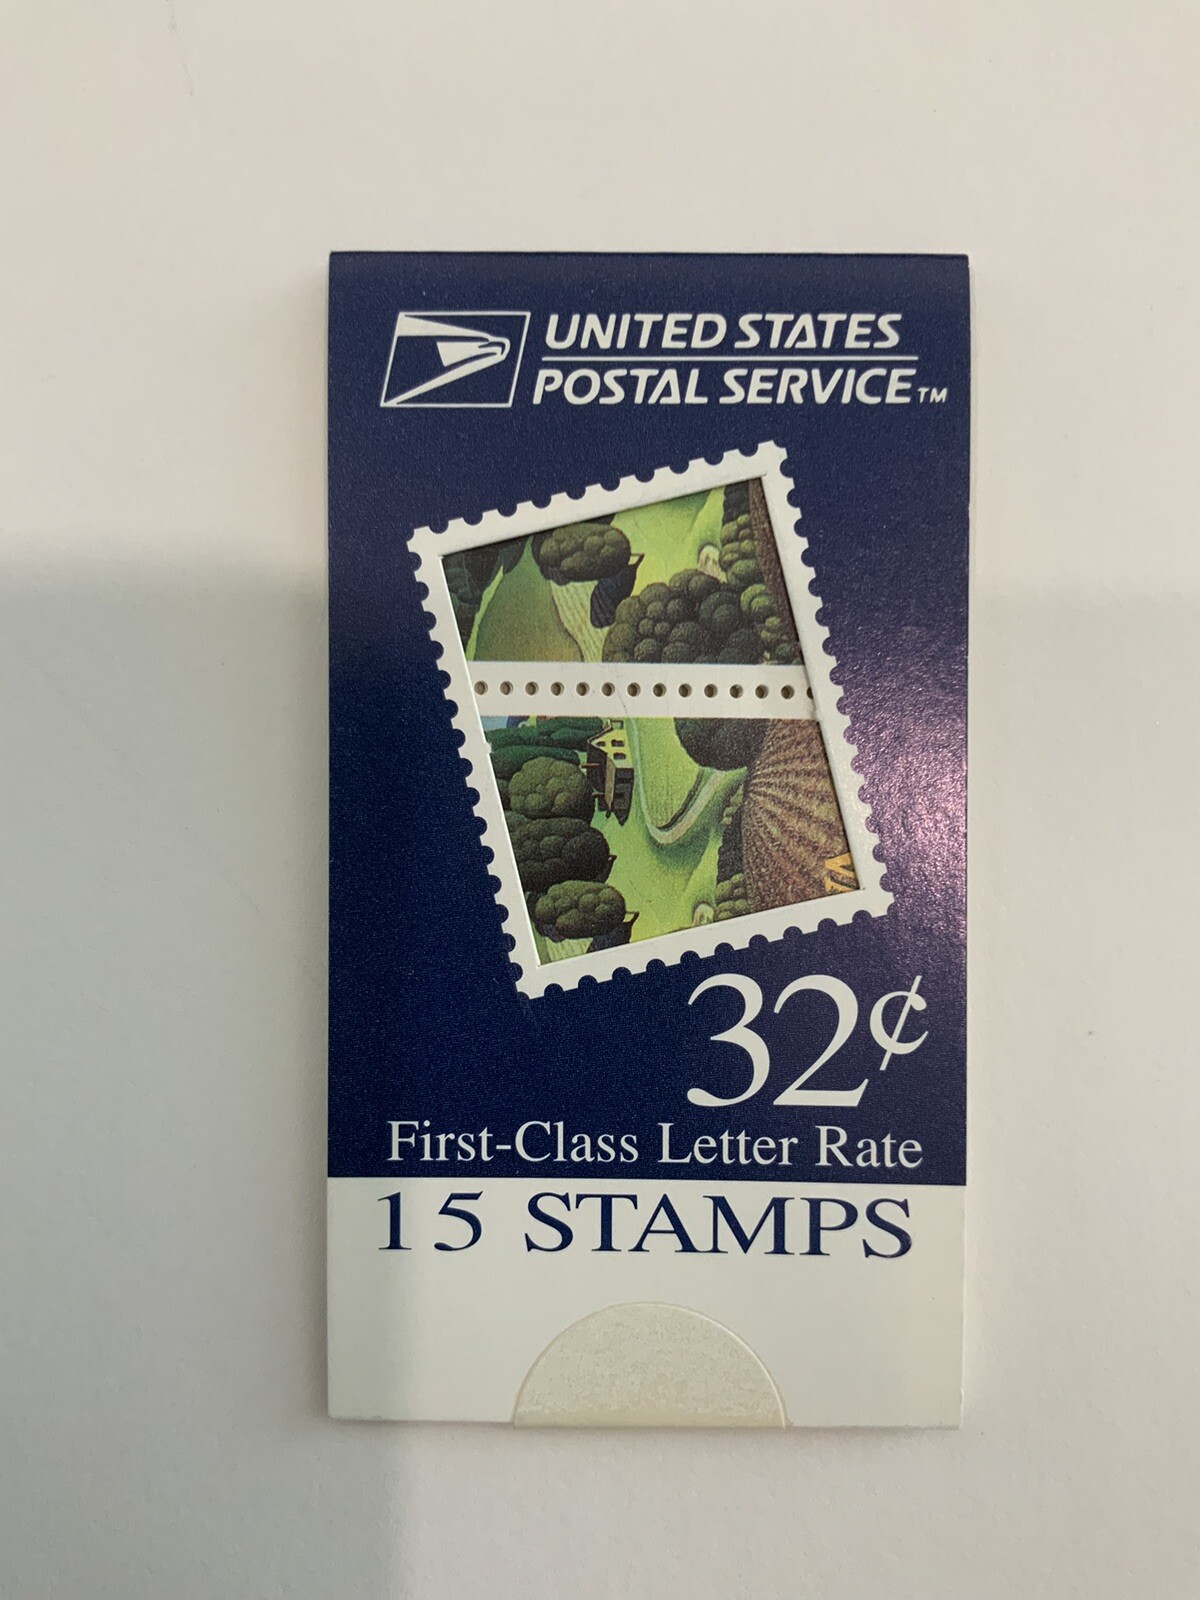 UNITED STATES
POSTAL SERVICE™
32¢
First-Class Letter Rate
15 STAMPS